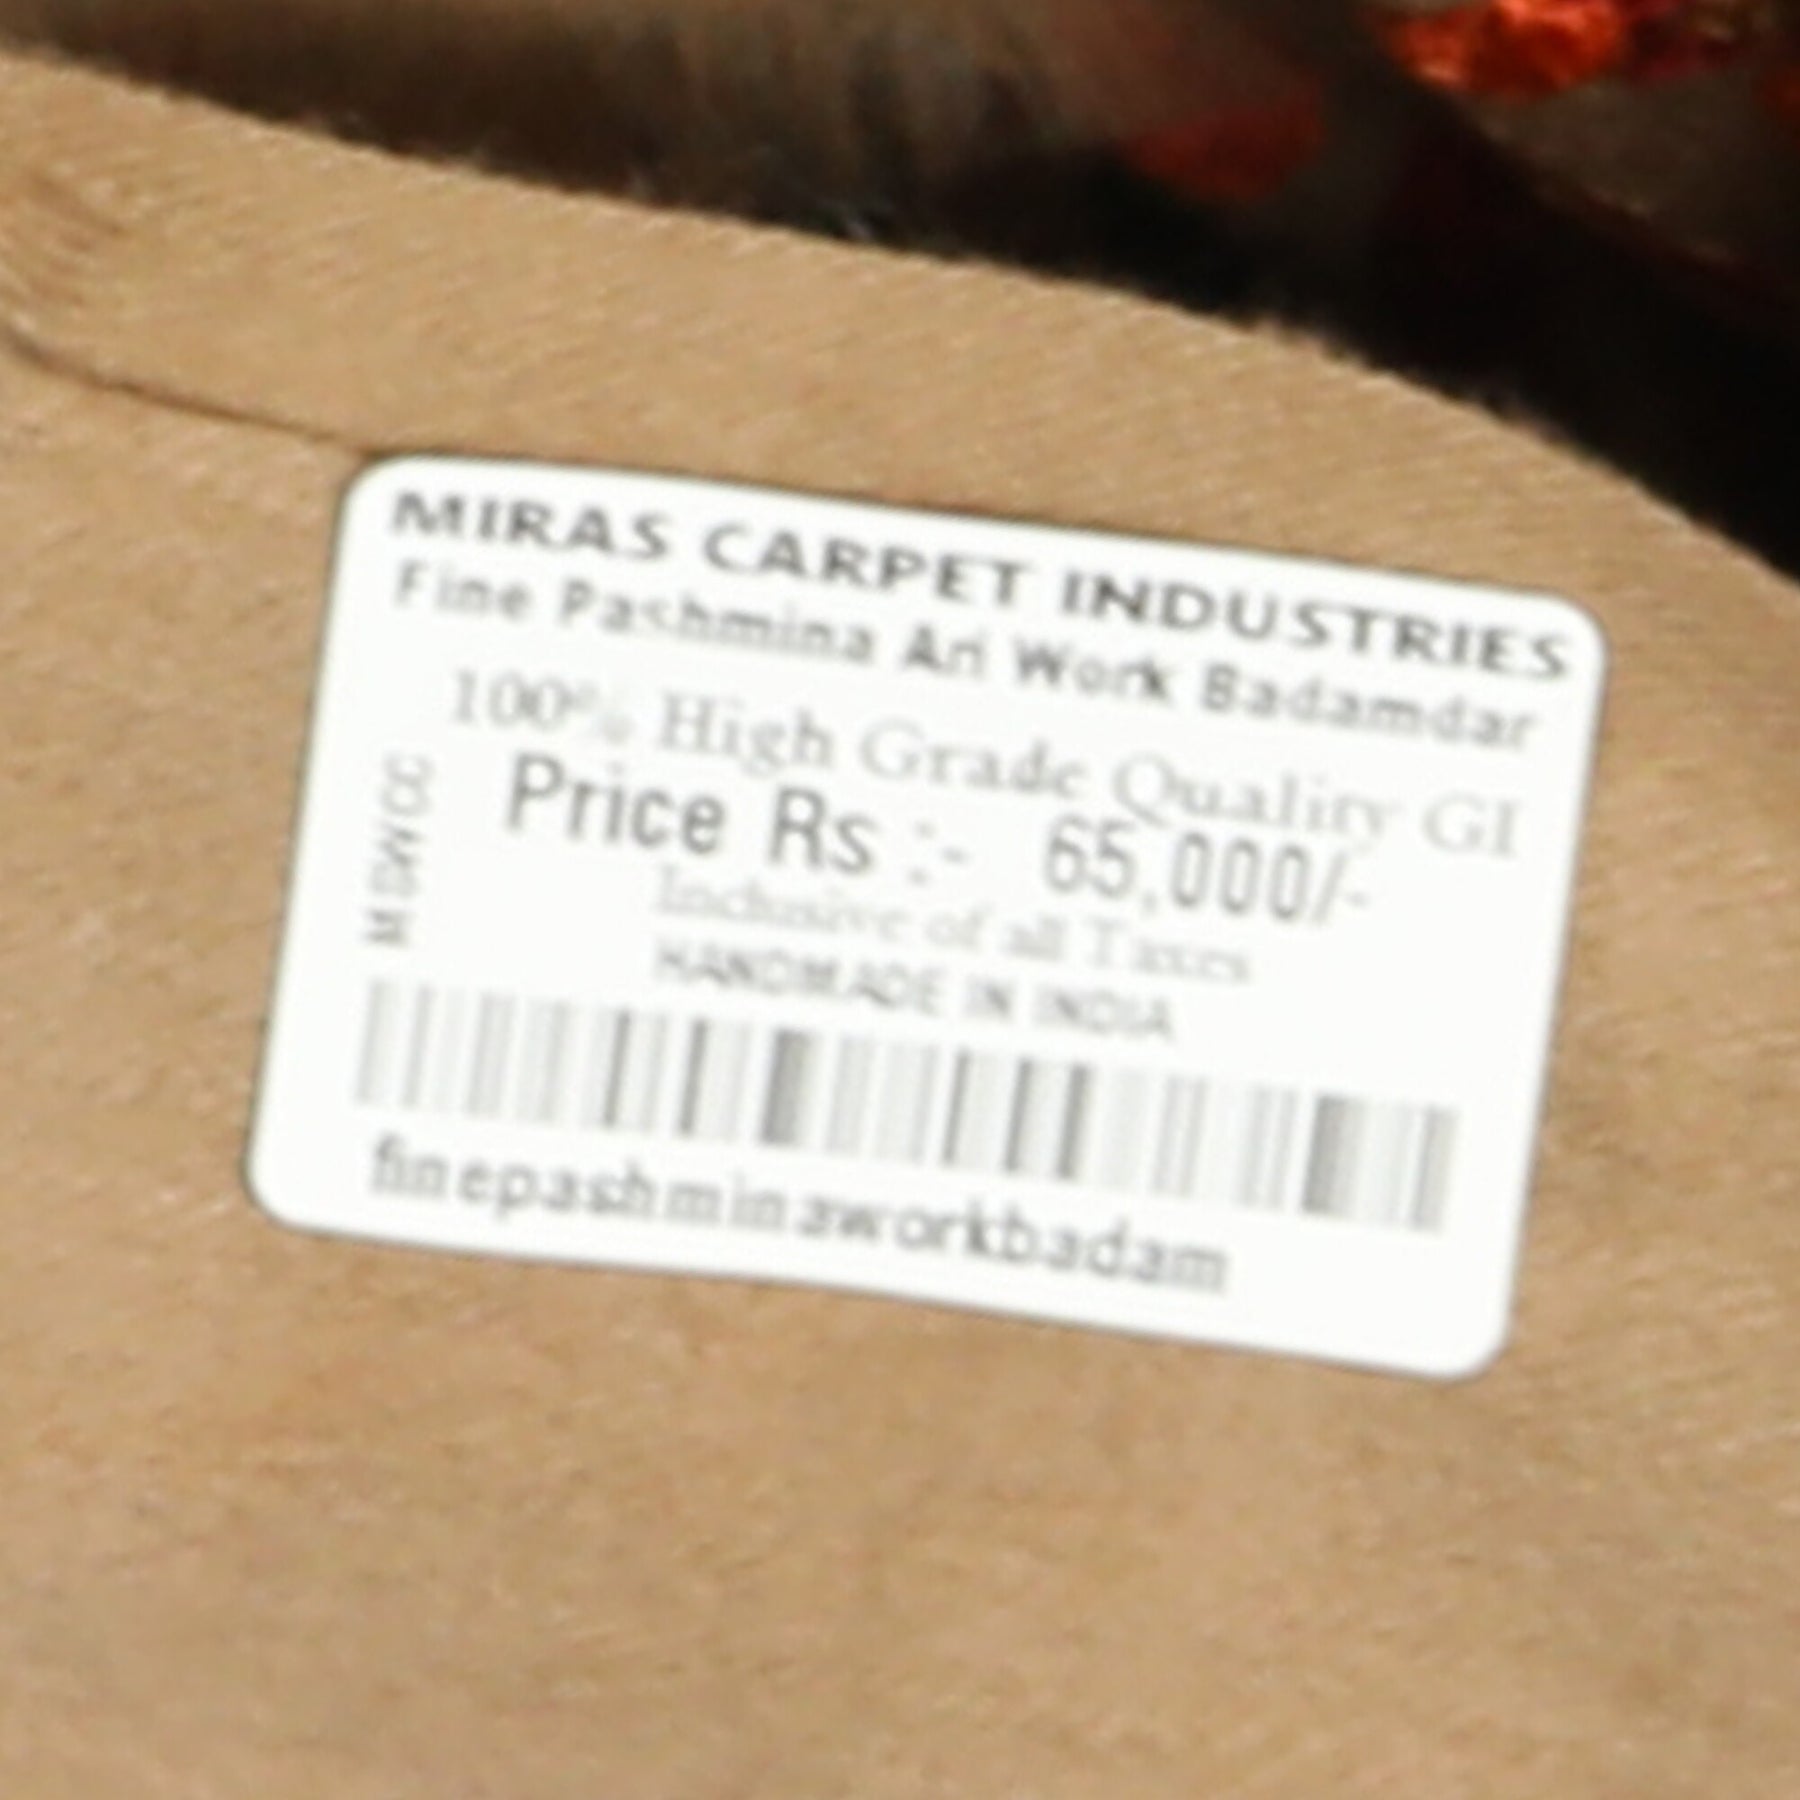 MIRAS CARPET INDUSTRIES
Fine Pashmina Ari Work Badamdar
100% High Grade Quality GI
Price Rs :- 65,000/-
Inclusive of all Taxes
HANDMADE IN INDIA
finepashminaworkbadam